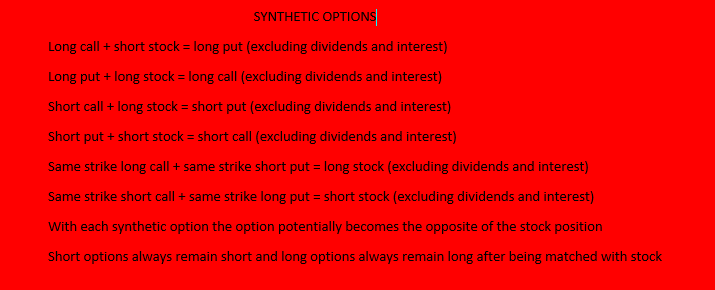 SYNTHETIC OPTIONS
Long call + short stock = long put (excluding dividends and interest)
Long put + long stock = long call (excluding dividends and interest)
Short call + long stock = short put (excluding dividends and interest)
Short put + short stock = short call (excluding dividends and interest)
Same strike long call + same strike short put = long stock (excluding dividends and interest)
Same strike short call + same strike long put = short stock (excluding dividends and interest)
With each synthetic option the option potentially becomes the opposite of the stock position
Short options always remain short and long options always remain long after being matched with stock